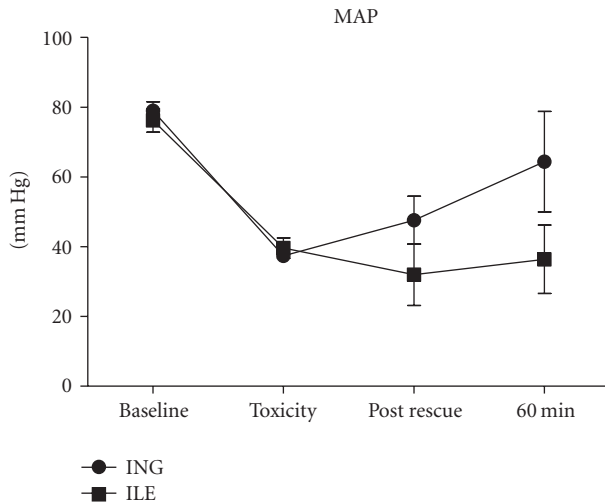 MAP
100
80
60
40
20
0
(mm Hg)
Baseline Toxicity Post rescue 60 min
ING
ILE